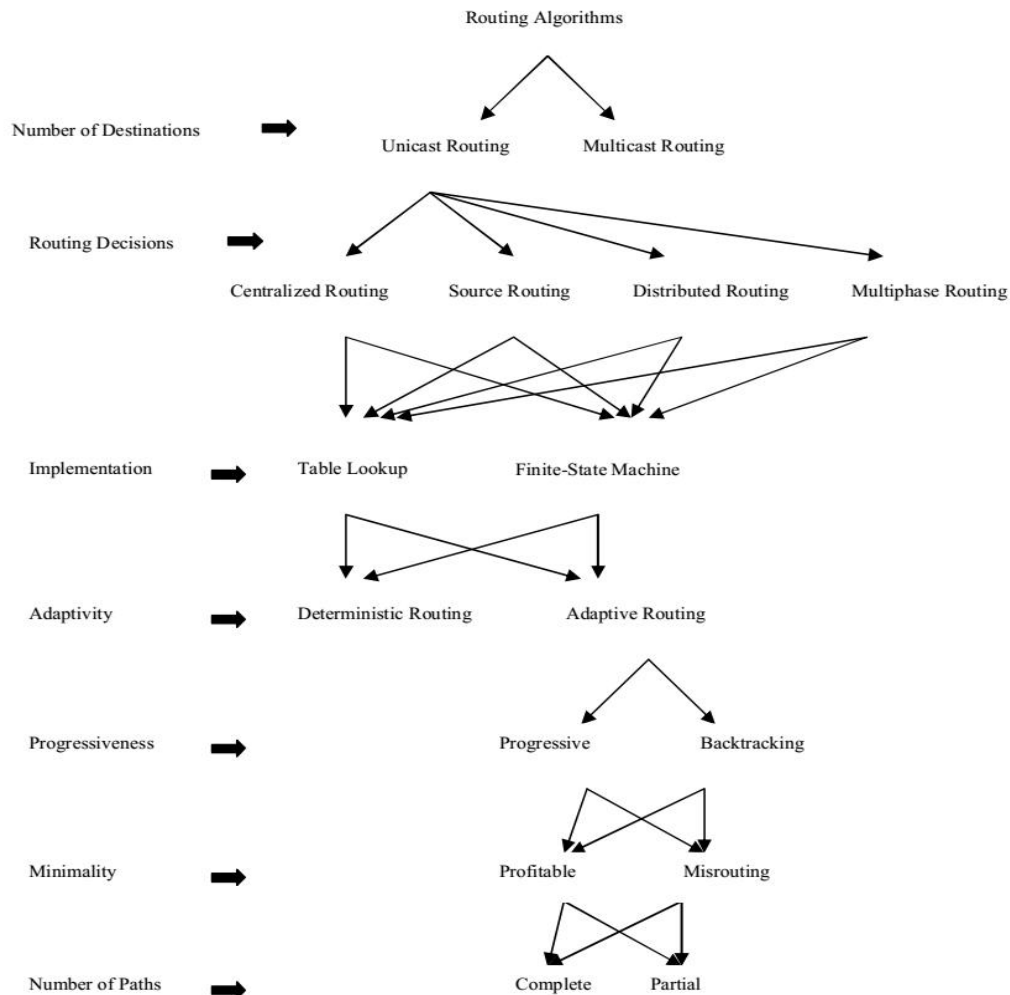 Routing Algorithms
Number of Destinations
Unicast Routing
Multicast Routing
Routing Decisions
Centralized Routing
Source Routing
Distributed Routing
Multiphase Routing
Implementation
Table Lookup
Finite-State Machine
Adaptivity
Deterministic Routing
Adaptive Routing
Progressiveness
Progressive
Backtracking
Minimality
Profitable
Misrouting
Number of Paths
Complete
Partial